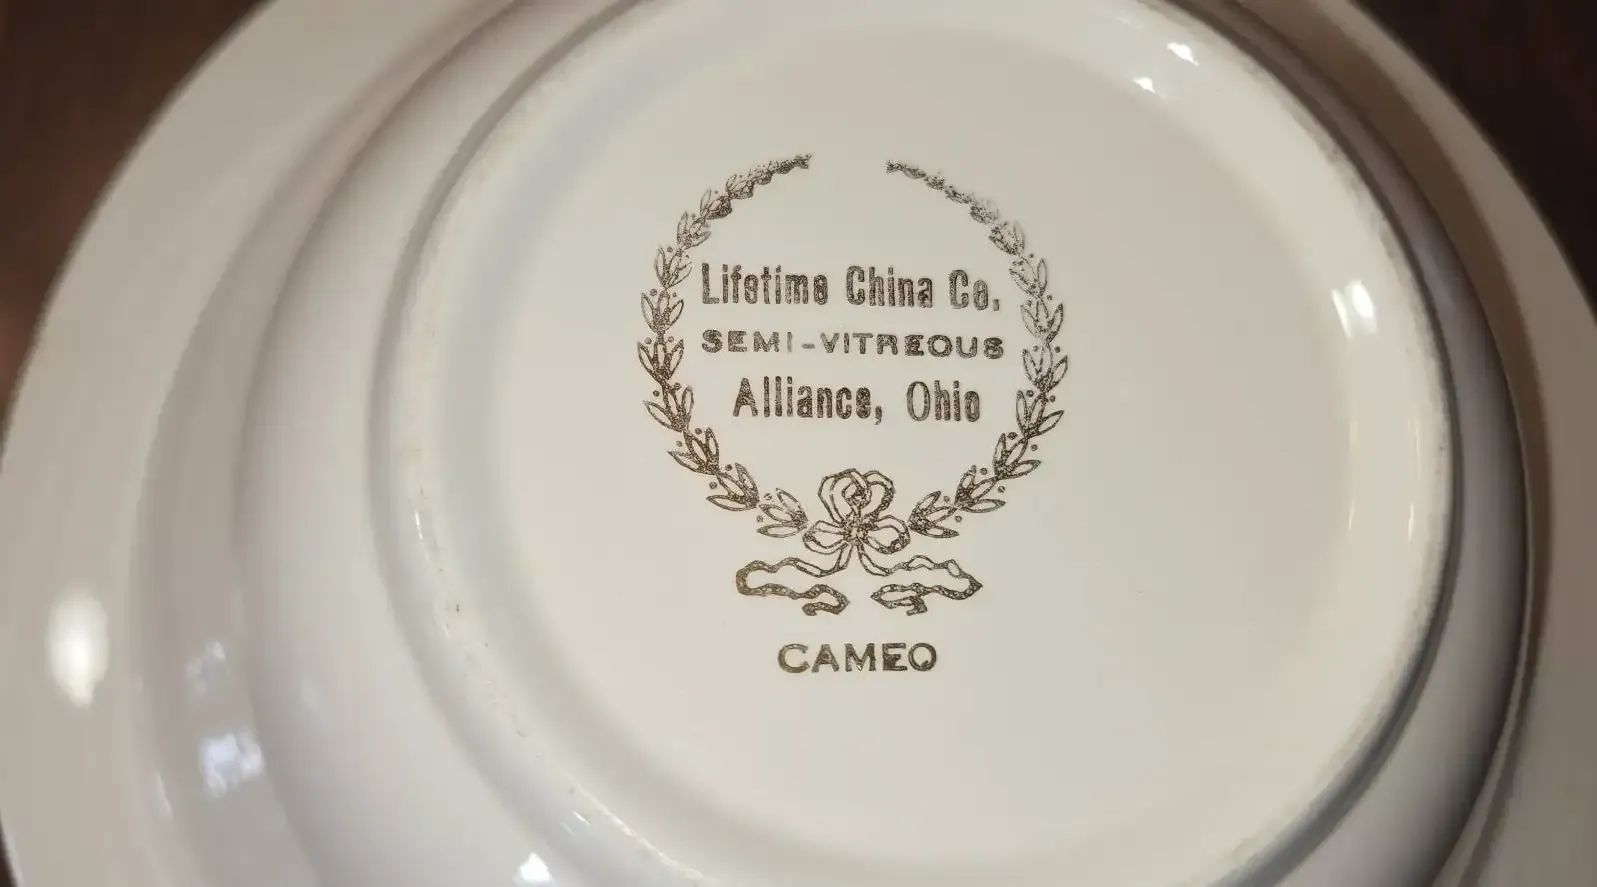 Lifetime China Co.
SEMI-VITREOUS
Alliance, Ohio
CAMEO